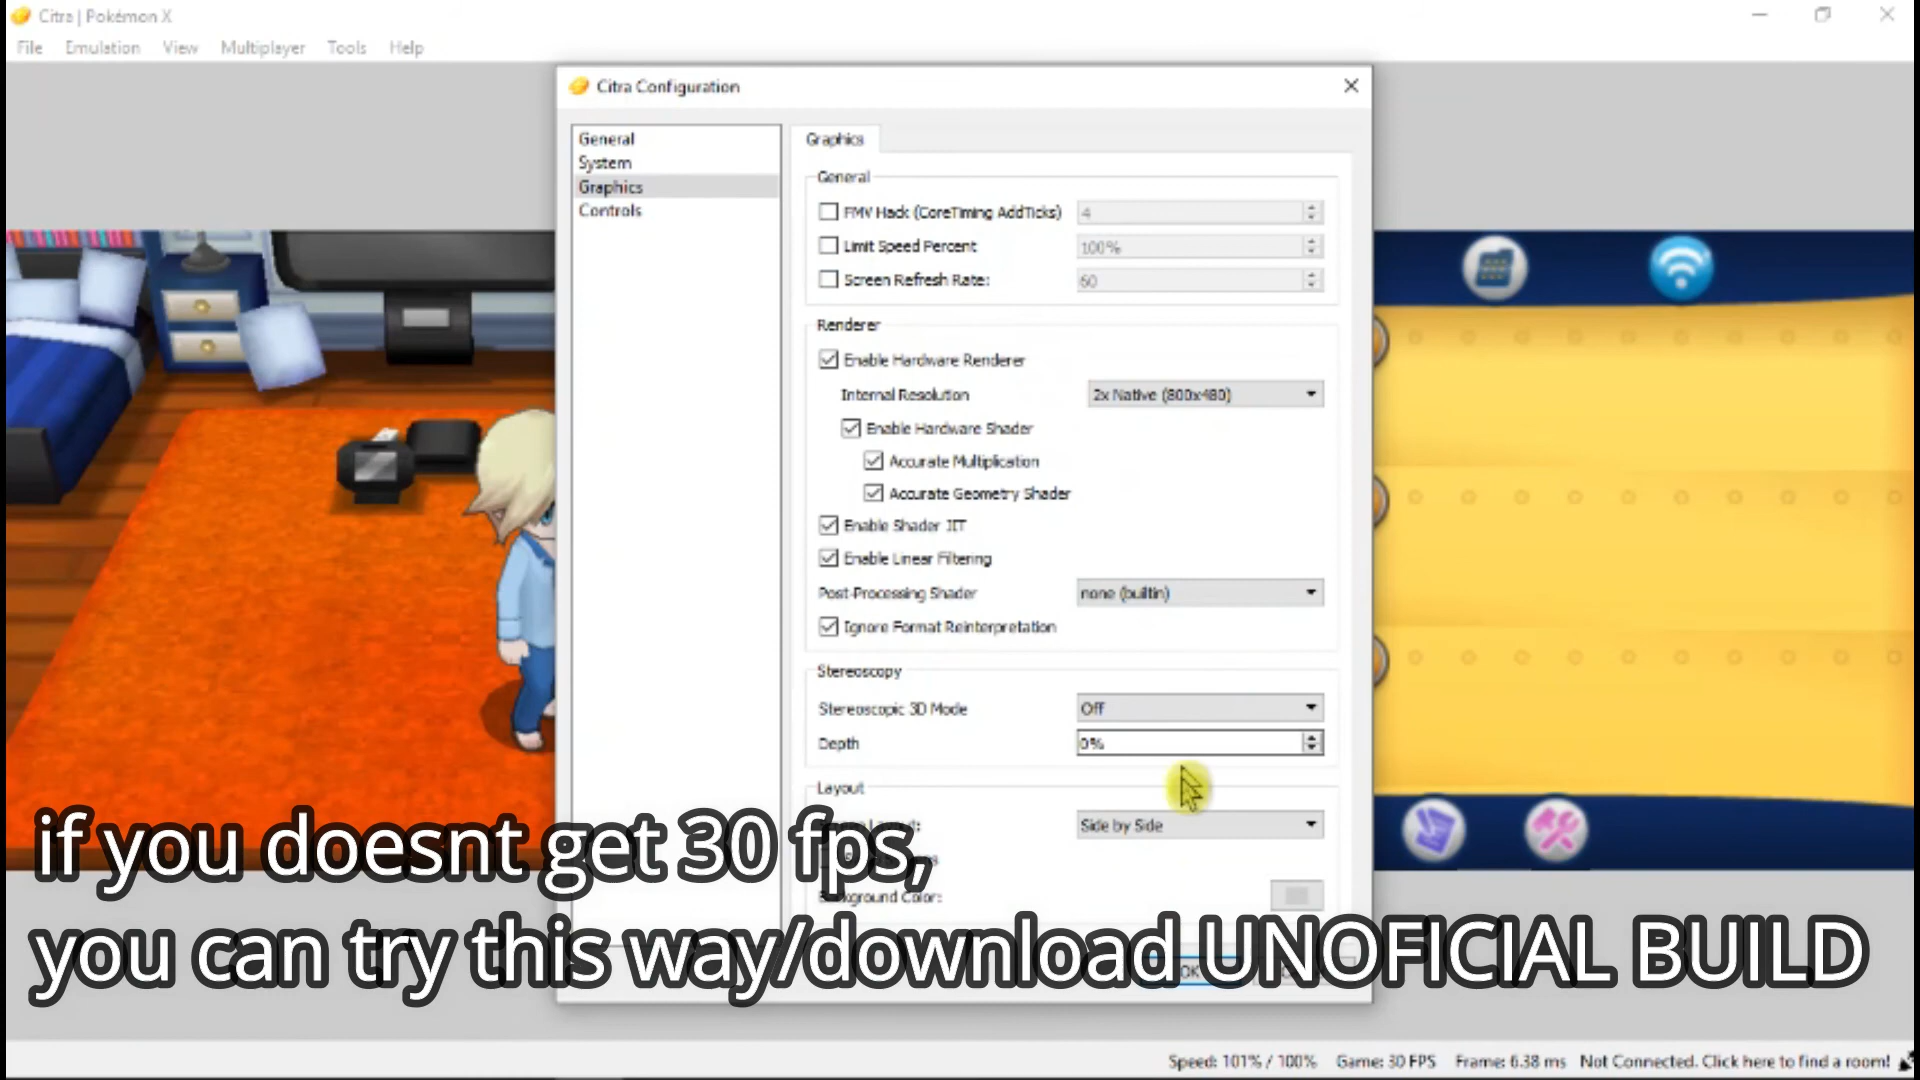 Citra | Pokémon X
File Emulation View Multiplayer Tools Help
Citra Configuration
General
System
Graphics
Controls
Graphics
General
FMV Hack (CoreTiming AddTicks) 4
Limit Speed Percent 100%
Screen Refresh Rate: 60
Renderer
Enable Hardware Renderer
Internal Resolution 2x Native (800x480)
Enable Hardware Shader
Accurate Multiplication
Accurate Geometry Shader
Enable Shader JIT
Enable Linear Filtering
Post-Processing Shader none (builtin)
Ignore Format Reinterpretation
Stereoscopy
Stereoscopic 3D Mode Off
Depth 0%
Layout
Side by Side
if you doesnt get 30 fps,
Background Color:
you can try this way/download UNOFICIAL BUILD
OK
Speed: 101% / 100% Game: 30 FPS Frame: 6.38 ms Not Connected. Click here to find a room!